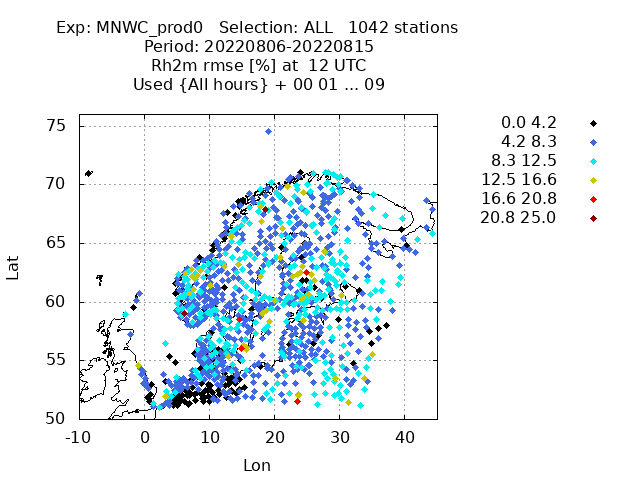 Exp: MNWC_prod0   Selection: ALL   1042 stations
Period: 20220806-20220815
Rh2m rmse [%] at  12 UTC
Used {All hours} + 00 01 ... 09
75
70
65
60
55
50
Lat
-10 0 10 20 30 40
Lon
0.0 4.2
4.2 8.3
8.3 12.5
12.5 16.6
16.6 20.8
20.8 25.0